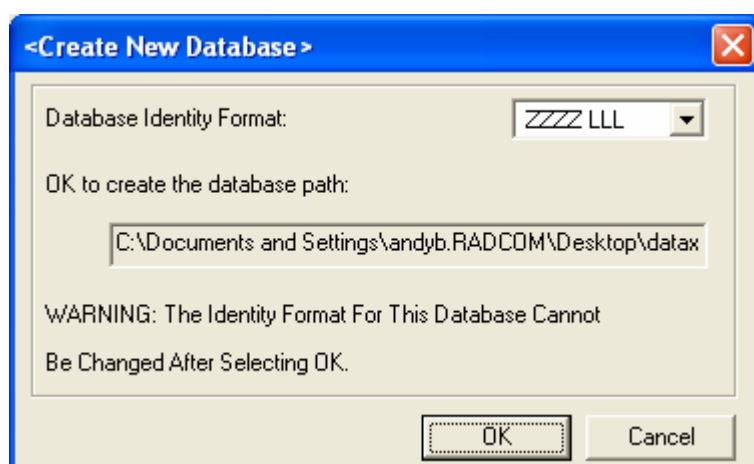 <Create New Database>
Database Identity Format:
ZZZZ LLL
OK to create the database path:
C:\Documents and Settings\andyb.RADCOM\Desktop\datax
WARNING: The Identity Format For This Database Cannot
Be Changed After Selecting OK.
OK
Cancel